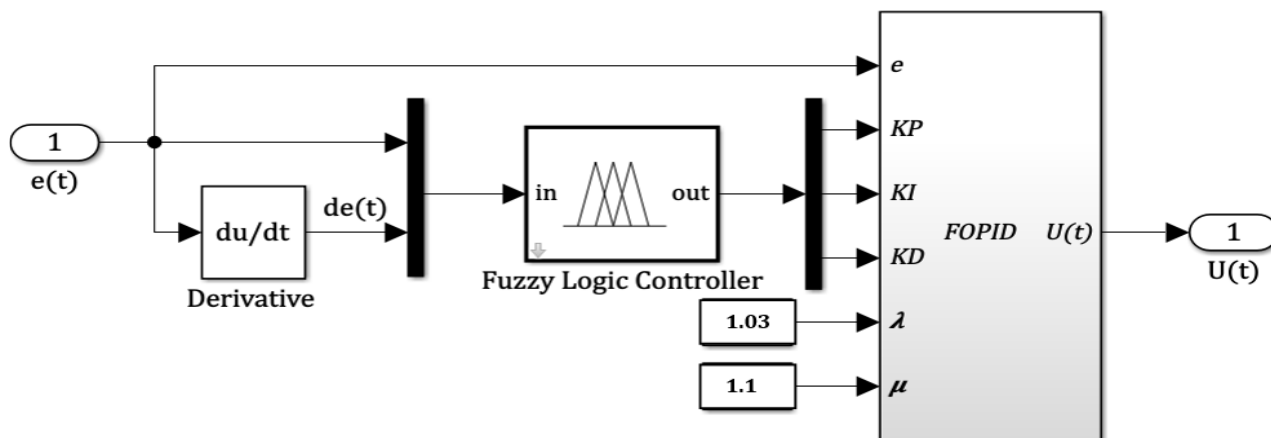 1
e(t)
du/dt
Derivative
de(t)
in
out
Fuzzy Logic Controller
1.03
1.1
e
KP
KI
KD
λ
μ
FOPID
U(t)
1
U(t)